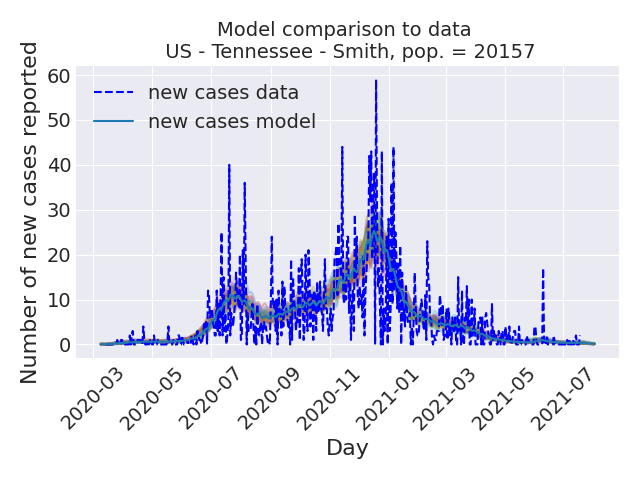 Model comparison to data
US - Tennessee - Smith, pop. = 20157
Number of new cases reported
60
50
40
30
20
10
0
new cases data
new cases model
2020-03
2020-05
2020-07
2020-09
2020-11
2021-01
2021-03
2021-05
2021-07
Day